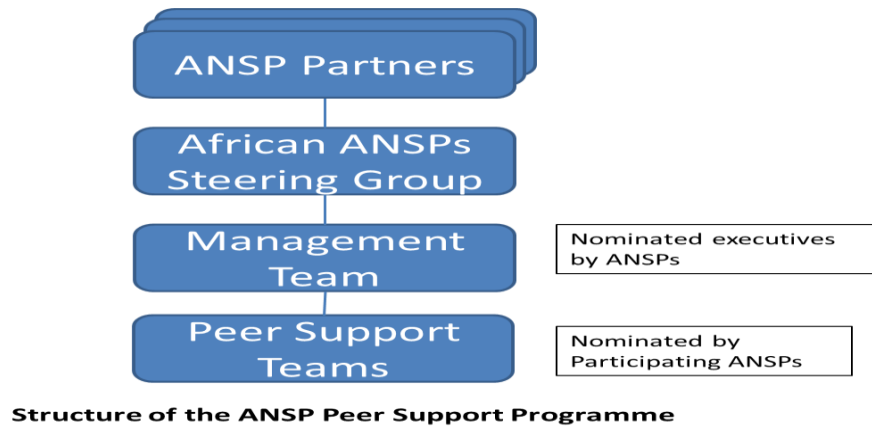 ANSP Partners
African ANSPs
Steering Group
Management
Team
Nominated executives
by ANSPs
Peer Support
Teams
Nominated by
Participating ANSPs
Structure of the ANSP Peer Support Programme